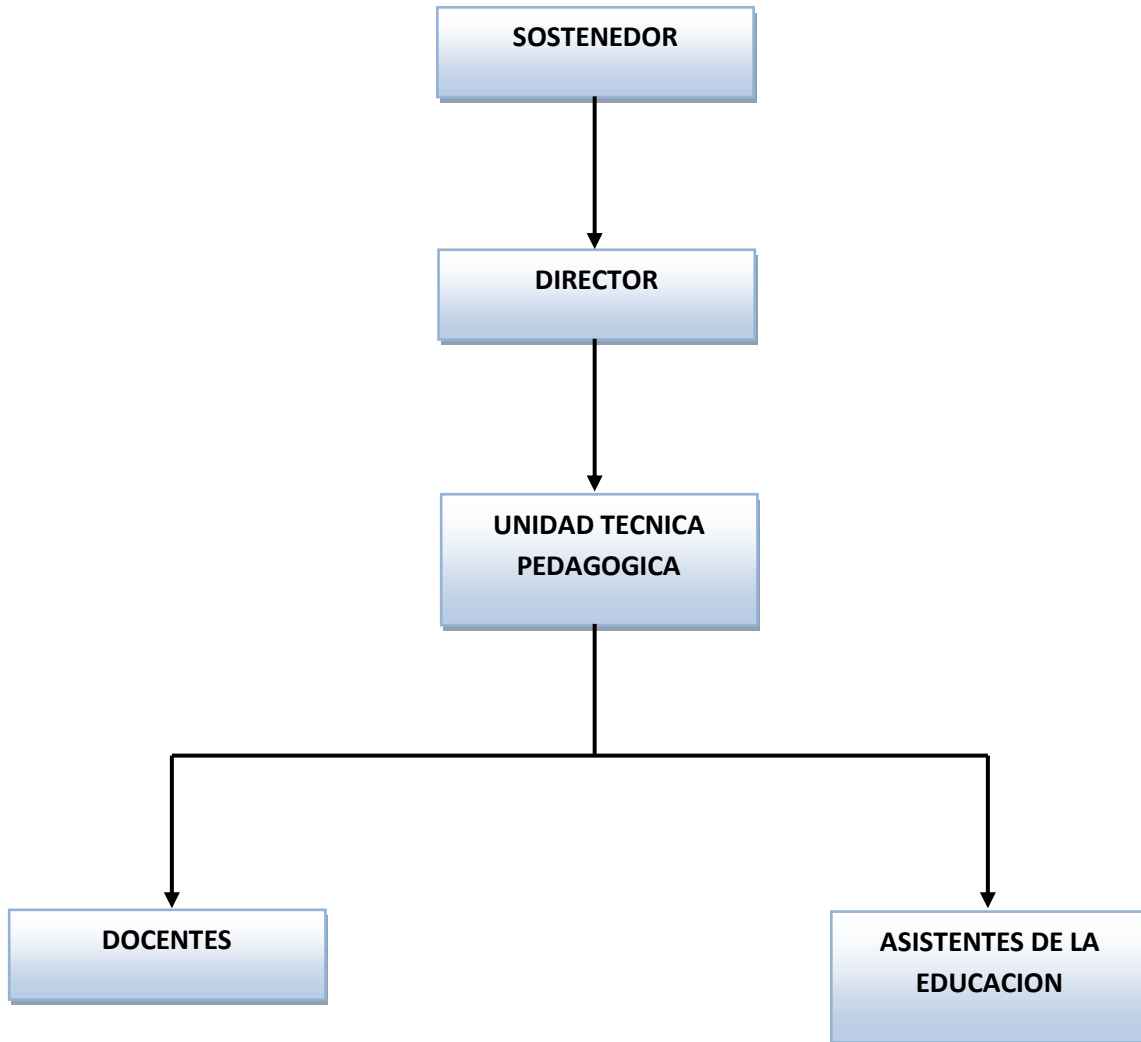 SOSTENEDOR
DIRECTOR
UNIDAD TECNICA
PEDAGOGICA
DOCENTES
ASISTENTES DE LA
EDUCACION